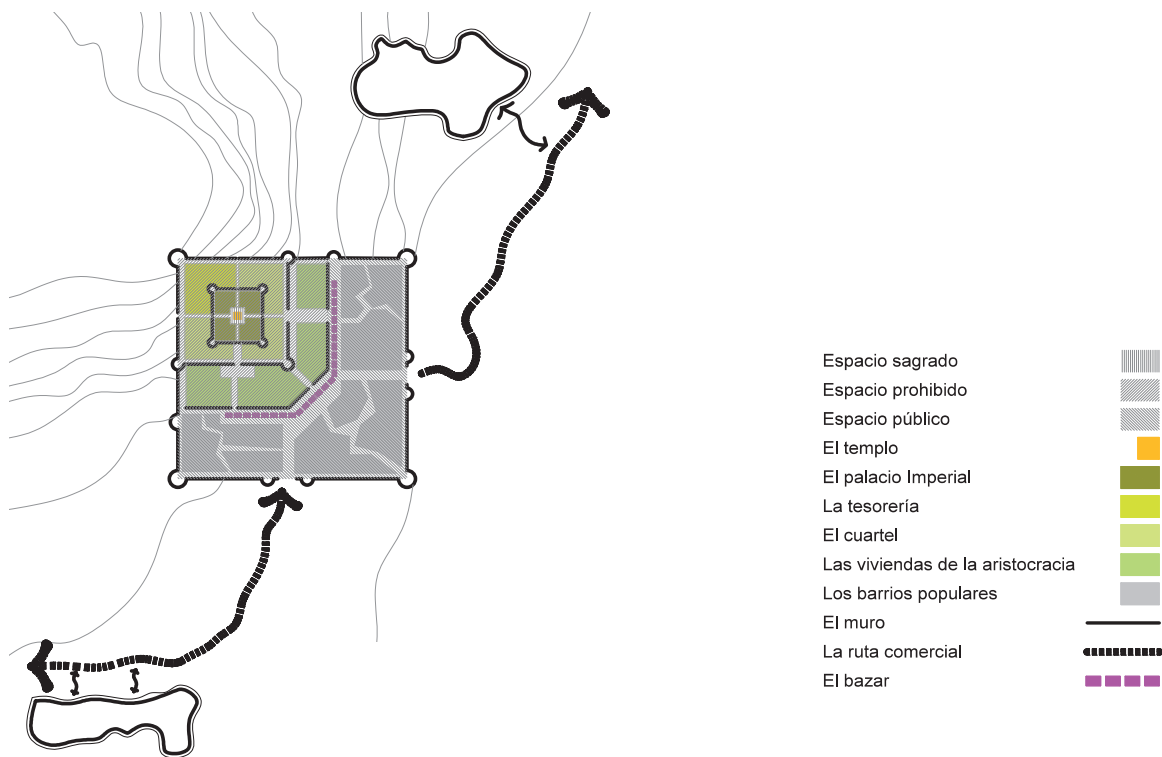 Espacio sagrado
Espacio prohibido
Espacio público
El templo
El palacio Imperial
La tesorería
El cuartel
Las viviendas de la aristocracia
Los barrios populares
El muro
La ruta comercial
El bazar